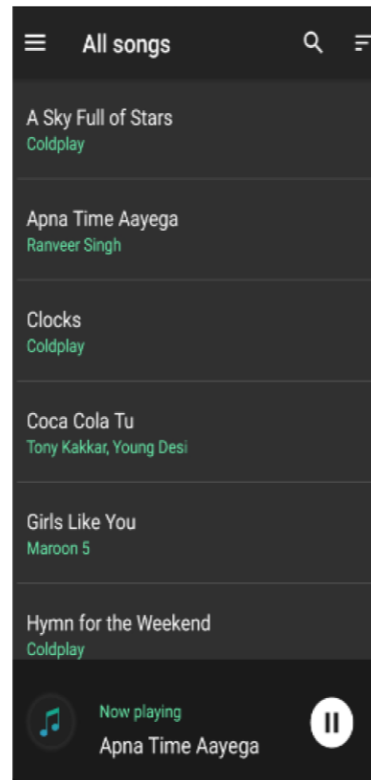 All songs
A Sky Full of Stars
Coldplay
Apna Time Aayega
Ranveer Singh
Clocks
Coldplay
Coca Cola Tu
Tony Kakkar, Young Desi
Girls Like You
Maroon 5
Hymn for the Weekend
Coldplay
Now playing
Apna Time Aayega